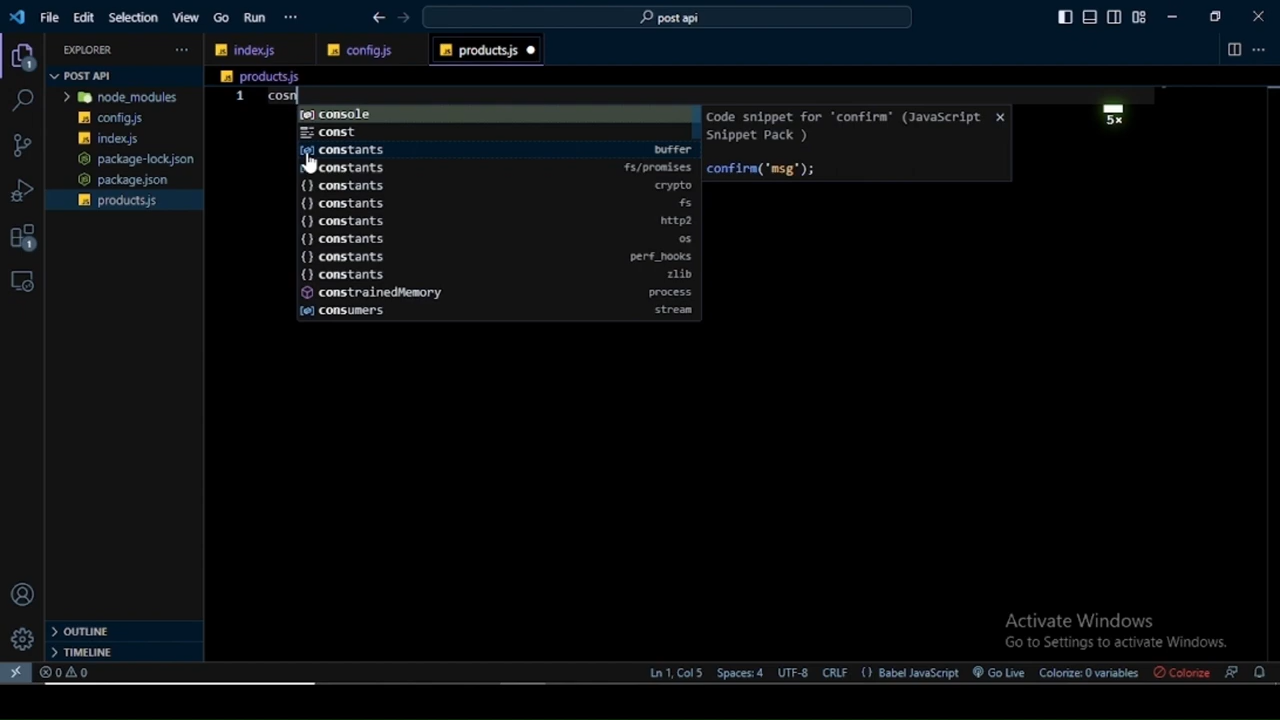 File Edit Selection View Go Run ··· post api
EXPLORER ···
index.js config.js products.js
POST API
node_modules
config.js
index.js
package-lock.json
package.json
products.js
OUTLINE
TIMELINE
products.js
1 cosn
console
const
constants buffer
constants fs/promises
constants crypto
constants fs
constants http2
constants os
constants perf_hooks
constants zlib
constrainedMemory process
consumers stream
Code snippet for 'confirm' (JavaScript
Snippet Pack )
confirm('msg');
5×
1
1
Activate Windows
Go to Settings to activate Windows.
0 0 Ln 1, Col 5 Spaces: 4 UTF-8 CRLF {} Babel JavaScript Go Live Colorize: 0 variables Colorize